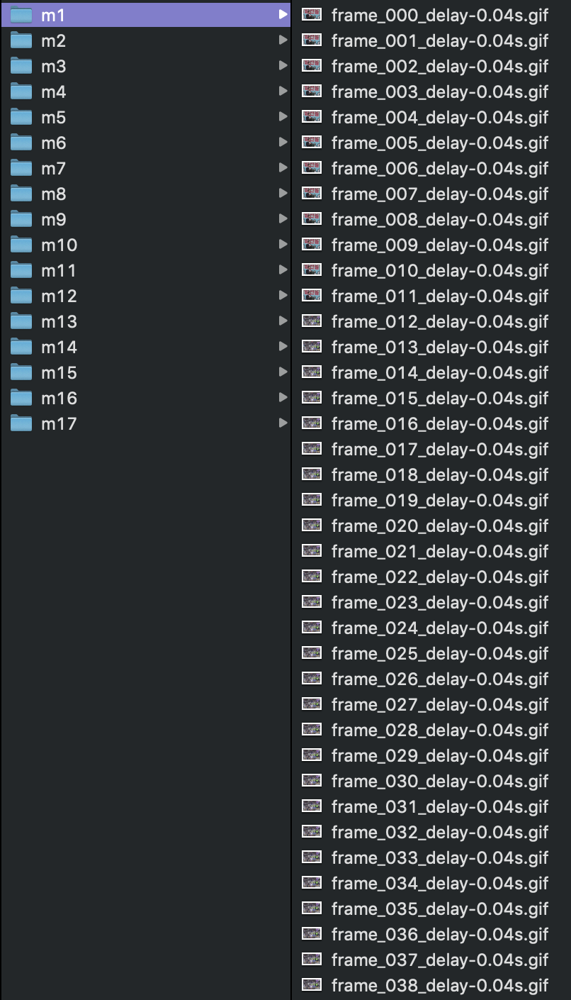 m1
m2
m3
m4
m5
m6
m7
m8
m9
m10
m11
m12
m13
m14
m15
m16
m17
frame_000_delay-0.04s.gif
frame_001_delay-0.04s.gif
frame_002_delay-0.04s.gif
frame_003_delay-0.04s.gif
frame_004_delay-0.04s.gif
frame_005_delay-0.04s.gif
frame_006_delay-0.04s.gif
frame_007_delay-0.04s.gif
frame_008_delay-0.04s.gif
frame_009_delay-0.04s.gif
frame_010_delay-0.04s.gif
frame_011_delay-0.04s.gif
frame_012_delay-0.04s.gif
frame_013_delay-0.04s.gif
frame_014_delay-0.04s.gif
frame_015_delay-0.04s.gif
frame_016_delay-0.04s.gif
frame_017_delay-0.04s.gif
frame_018_delay-0.04s.gif
frame_019_delay-0.04s.gif
frame_020_delay-0.04s.gif
frame_021_delay-0.04s.gif
frame_022_delay-0.04s.gif
frame_023_delay-0.04s.gif
frame_024_delay-0.04s.gif
frame_025_delay-0.04s.gif
frame_026_delay-0.04s.gif
frame_027_delay-0.04s.gif
frame_028_delay-0.04s.gif
frame_029_delay-0.04s.gif
frame_030_delay-0.04s.gif
frame_031_delay-0.04s.gif
frame_032_delay-0.04s.gif
frame_033_delay-0.04s.gif
frame_034_delay-0.04s.gif
frame_035_delay-0.04s.gif
frame_036_delay-0.04s.gif
frame_037_delay-0.04s.gif
frame_038_delay-0.04s.gif